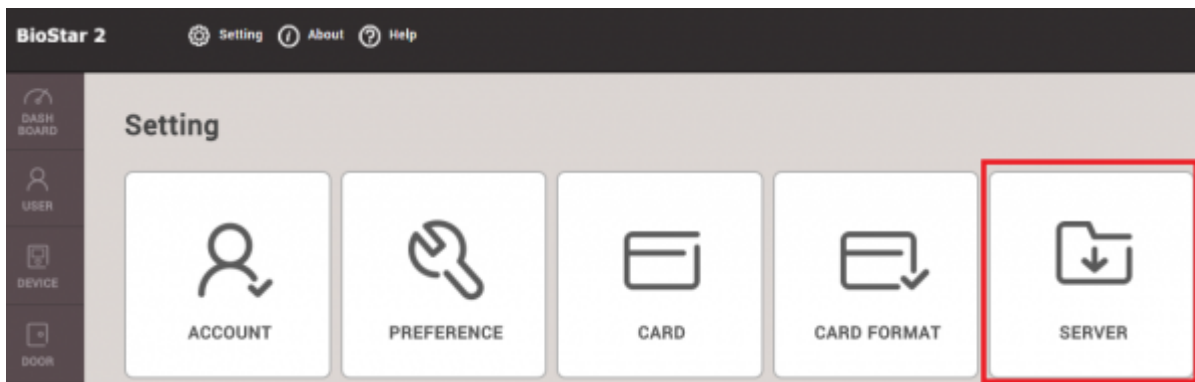 BioStar 2 Setting About Help
DASH
BOARD
Setting
USER
DEVICE
DOOR
ACCOUNT PREFERENCE CARD CARD FORMAT SERVER